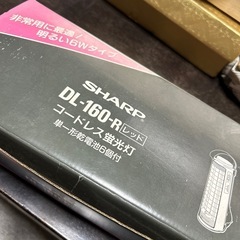 非常用に最適!
明るい6Wタイプ
SHARP
DL-160-R(レッド)
コードレス蛍光灯
単一形乾電池6個付